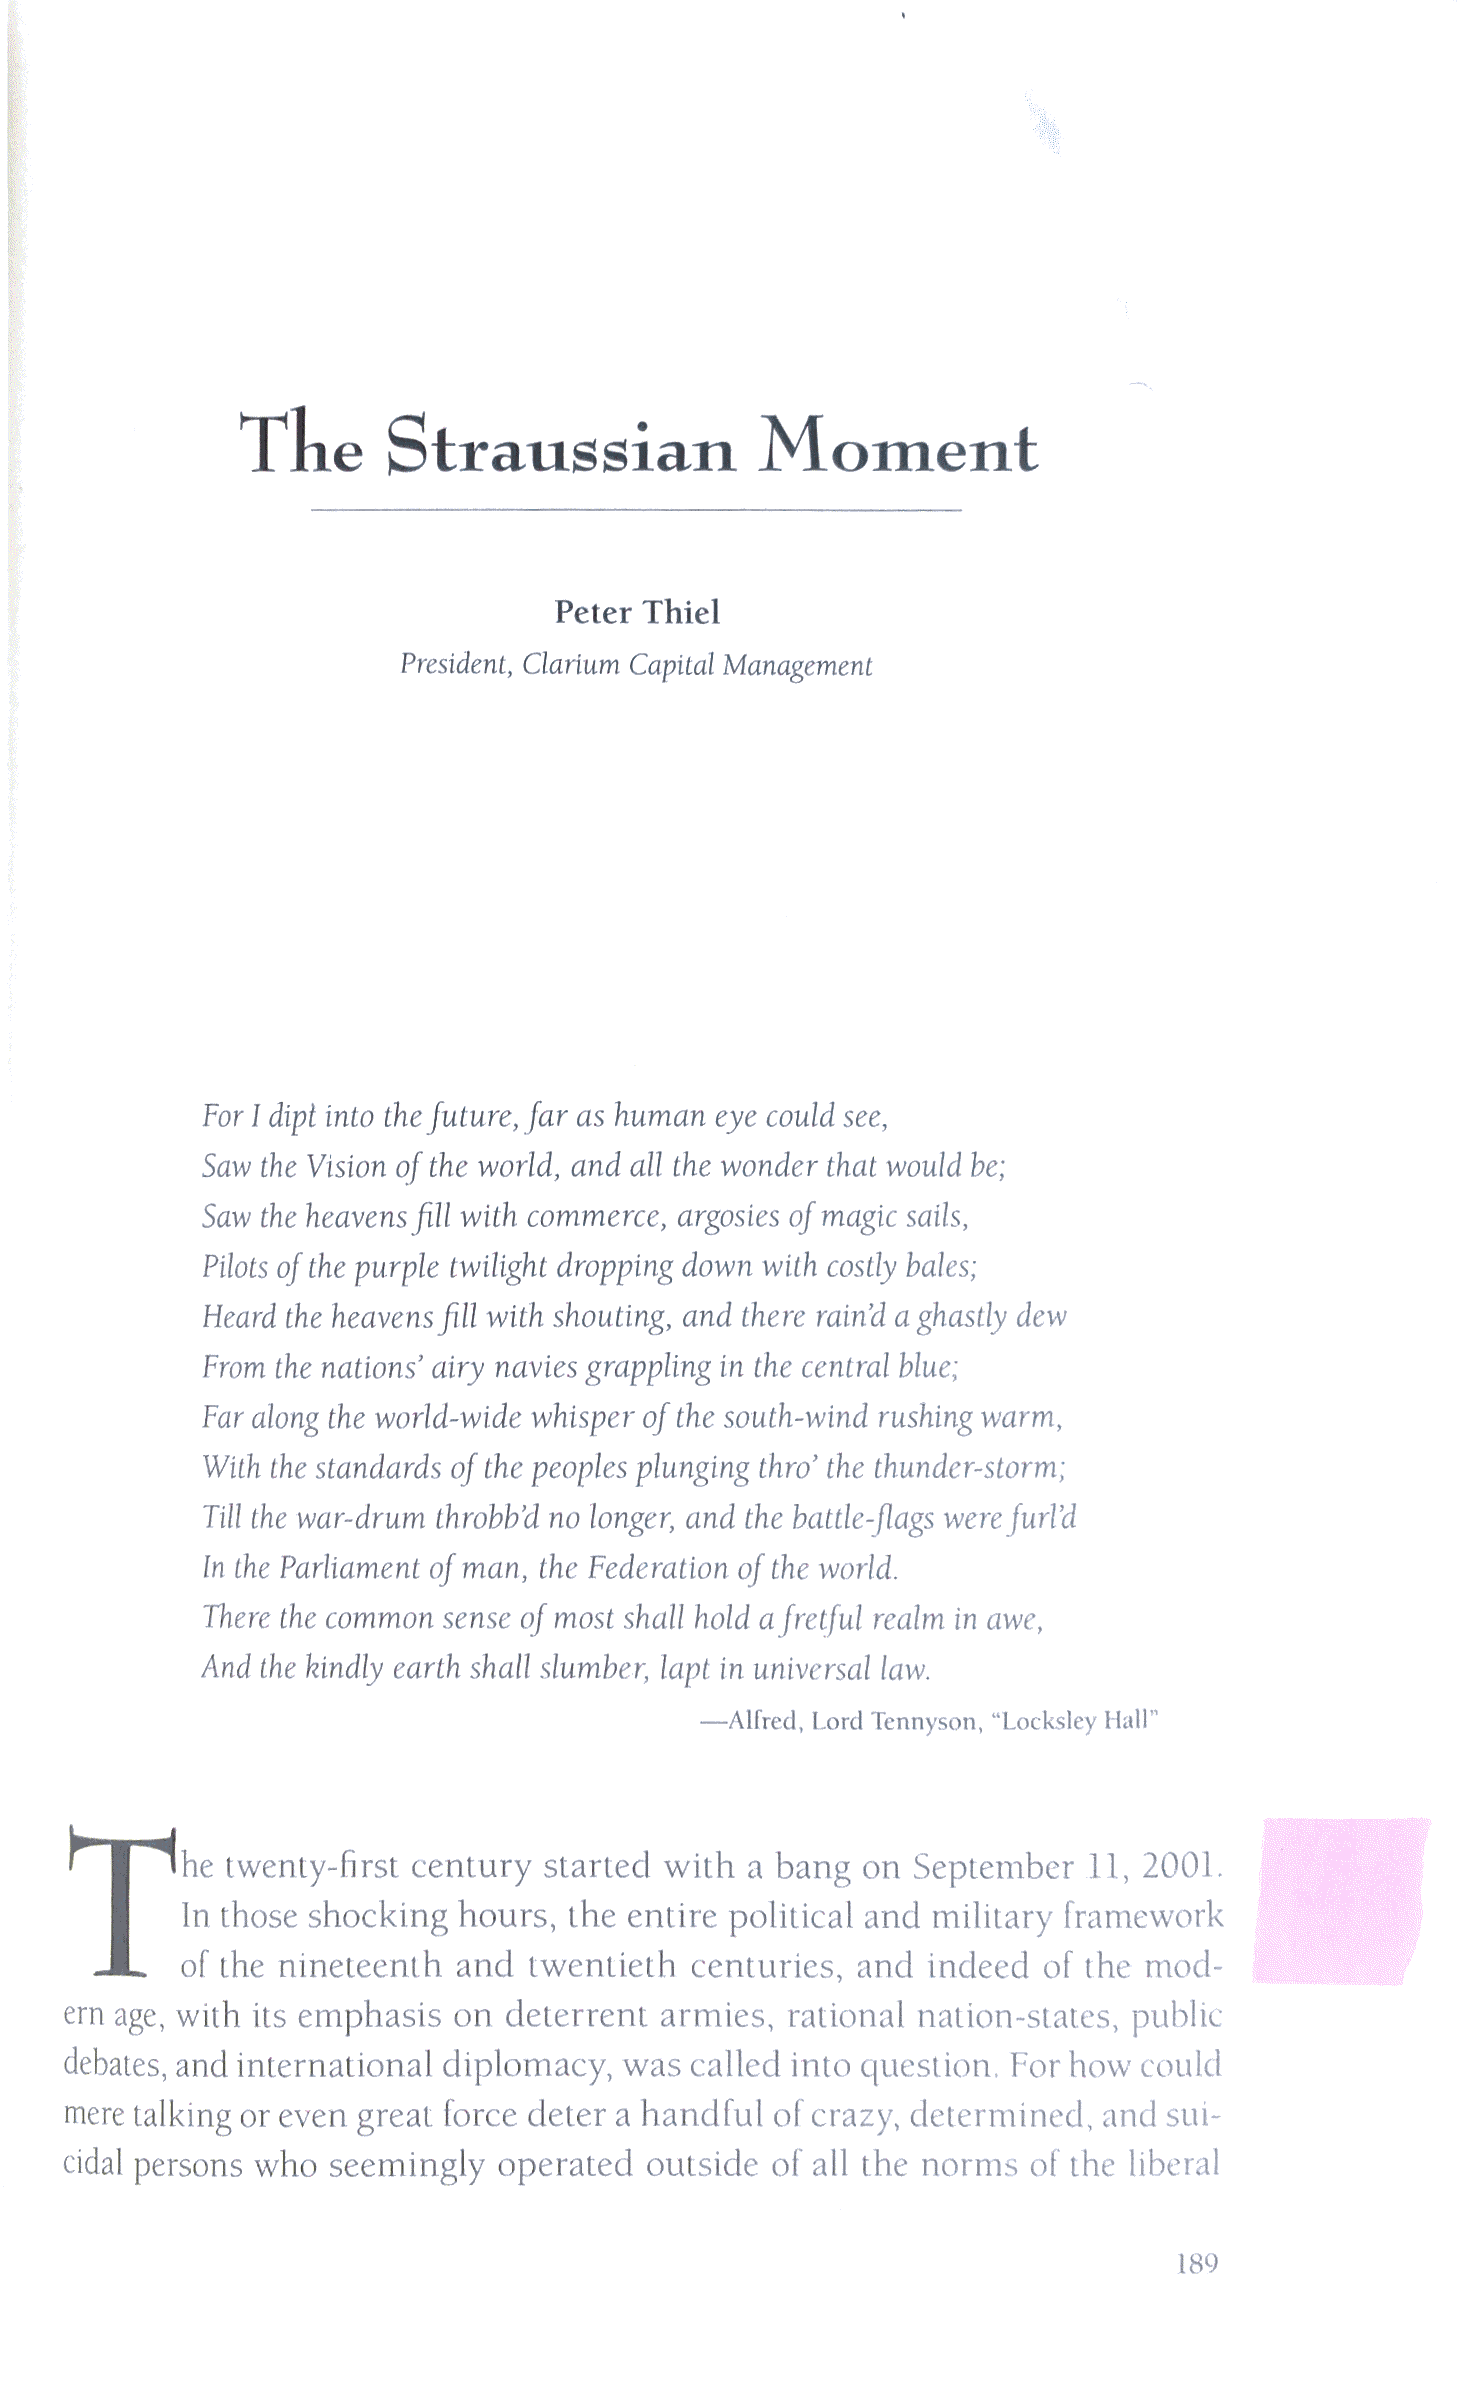 The Straussian Moment
Peter Thiel
President, Clarium Capital Management
For I dipt into the future, far as human eye could see,
Saw the Vision of the world, and all the wonder that would be;
Saw the heavens fill with commerce, argosies of magic sails,
Pilots of the purple twilight dropping down with costly bales;
Heard the heavens fill with shouting, and there rain'd a ghastly dew
From the nations' airy navies grappling in the central blue;
Far along the world-wide whisper of the south-wind rushing warm,
With the standards of the peoples plunging thro' the thunder-storm;
Till the war-drum throbb'd no longer, and the battle-flags were furl'd
In the Parliament of man, the Federation of the world.
There the common sense of most shall hold a fretful realm in awe,
And the kindly earth shall slumber, lapt in universal law.
—Alfred, Lord Tennyson, “Locksley Hall”
The twenty-first century started with a bang on September 11, 2001.
In those shocking hours, the entire political and military framework
of the nineteenth and twentieth centuries, and indeed of the mod-
ern age, with its emphasis on deterrent armies, rational nation-states, public
debates, and international diplomacy, was called into question. For how could
mere talking or even great force deter a handful of crazy, determined, and sui-
cidal persons who seemingly operated outside of all the norms of the liberal
189